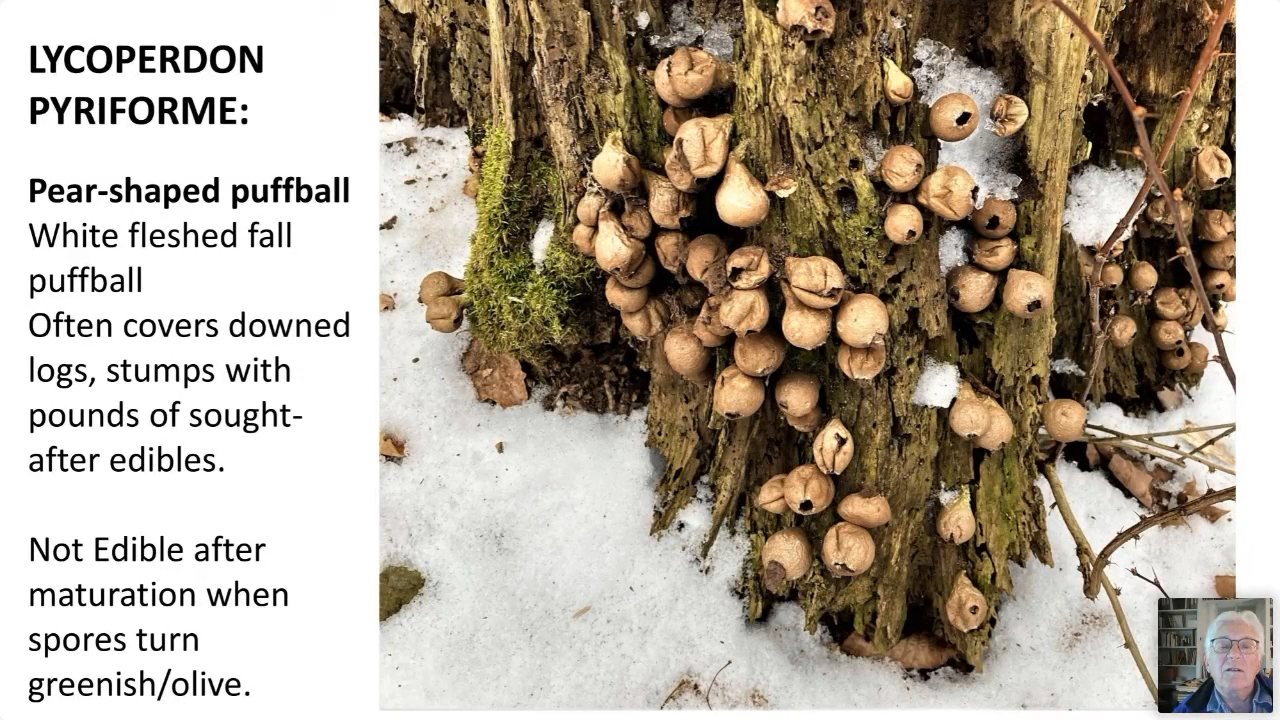 LYCOPERDON
PYRIFORME:
Pear-shaped puffball
White fleshed fall
puffball
Often covers downed
logs, stumps with
pounds of sought-
after edibles.
Not Edible after
maturation when
spores turn
greenish/olive.